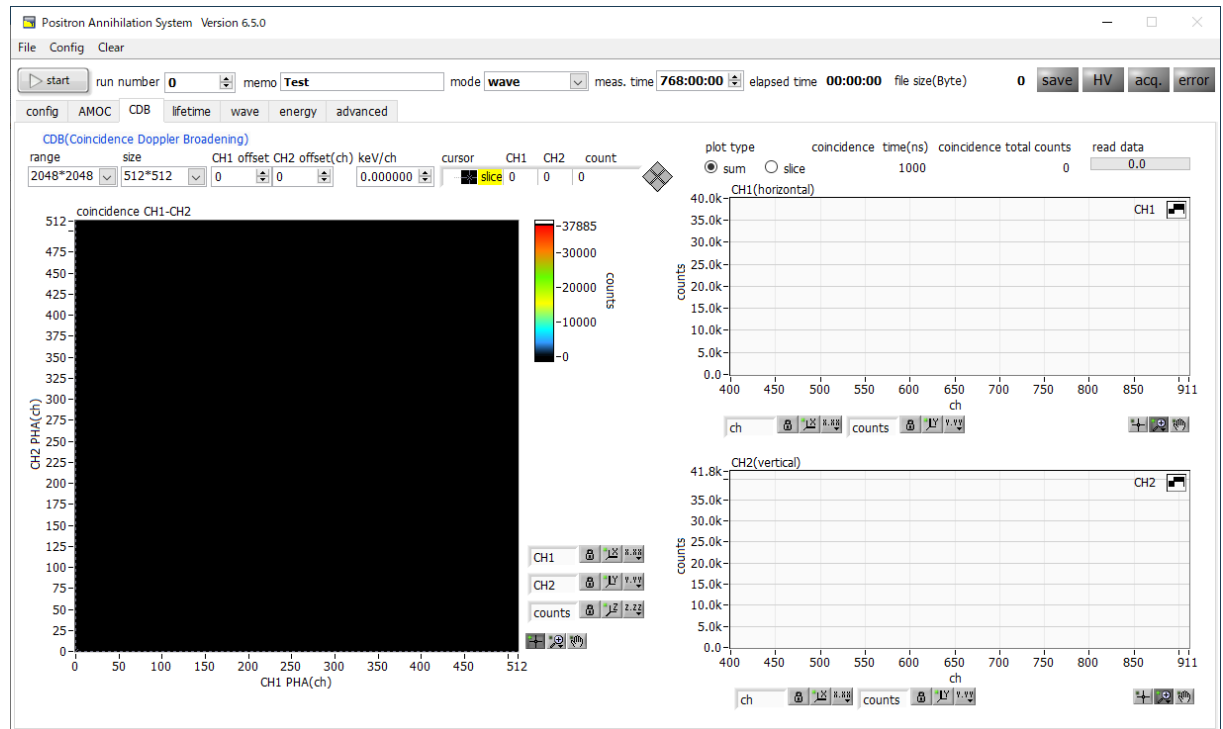 Positron Annihilation System Version 6.5.0
File Config Clear
start run number 0 memo Test mode wave meas. time 768:00:00 elapsed time 00:00:00 file size(Byte) 0 save HV acq. error
config AMOC CDB lifetime wave energy advanced
CDB(Coincidence Doppler Broadening)
range size CH1 offset CH2 offset(ch) keV/ch cursor CH1 CH2 count
2048*2048 512*512 0 0 0.000000 slice 0 0 0
plot type coincidence time(ns) coincidence total counts read data
sum slice 1000 0 0.0
coincidence CH1-CH2
512
475
450
425
400
375
350
325
300
275
250
225
200
175
150
125
100
75
50
25
0
CH2 PHA(ch)
0 50 100 150 200 250 300 350 400 450 512
CH1 PHA(ch)
37885
30000
20000
10000
0
counts
CH1 X.XX
CH2 Y.YY
counts Z.ZZ
CH1(horizontal)
CH1
40.0k
35.0k
30.0k
25.0k
20.0k
15.0k
10.0k
5.0k
0.0
counts
400 450 500 550 600 650 700 750 800 850 911
ch
ch X.XX counts Y.YY
CH2(vertical)
CH2
41.8k
35.0k
30.0k
25.0k
20.0k
15.0k
10.0k
5.0k
0.0
counts
400 450 500 550 600 650 700 750 800 850 911
ch
ch X.XX counts Y.YY